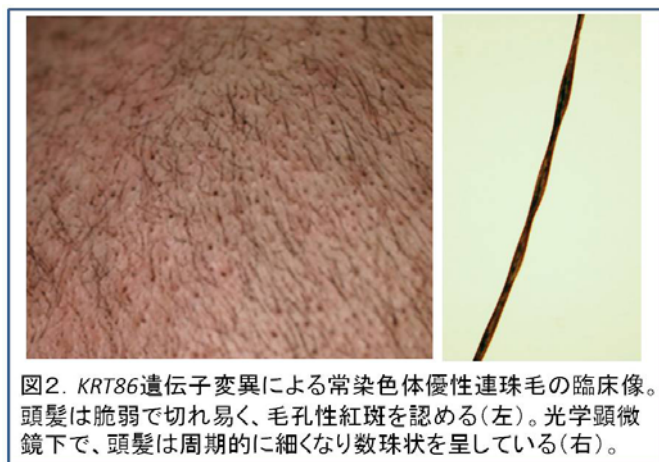 図2. KRT86遺伝子変異による常染色体優性連珠毛の臨床像。
頭髪は脆弱で切れ易く、毛孔性紅斑を認める(左)。光学顕微
鏡下で、頭髪は周期的に細くなり数珠状を呈している(右)。